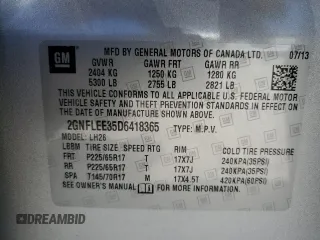 GM
MFD BY GENERAL MOTORS OF CANADA LTD.
07/13
GVWR GAWR FRT GAWR RR
2404 KG 1250 KG 1280 KG
5300 LB 2755 LB 2821 LB
THIS VEHICLE CONFORMS TO ALL APPLICABLE U.S. FEDERAL MOTOR
VEHICLE SAFETY, BUMPER, AND THEFT PREVENTION STANDARDS
IN EFFECT ON THE DATE OF MANUFACTURE SHOWN ABOVE.
2GNFLEE35D6418365 TYPE: M.P.V.
MODEL: LH26
LBBM TIRE SIZE SPEED RTG RIM COLD TIRE PRESSURE
FRT P225/65R17 T 17X7J 240KPA(35PSI)
RR P225/65R17 T 17X7J 240KPA(35PSI)
SPA T145/70R17 M 17X4.5T 420KPA(60PSI)
SEE OWNER'S MANUAL FOR ADDITIONAL INFORMATION.
DREAMBID